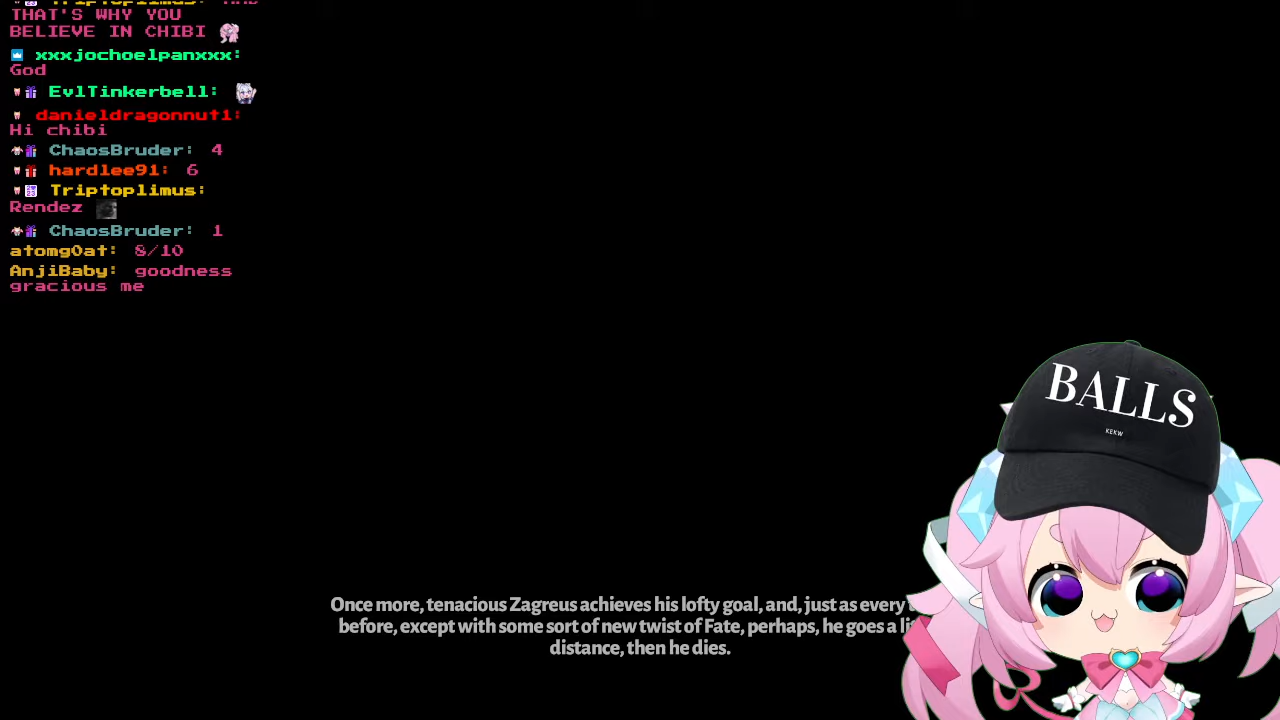 THAT'S WHY YOU
BELIEVE IN CHIBI
xxxjochoelpanxxx:
God
EvlTinkerbell:
danieldragonnut1:
Hi chibi
ChaosBruder: 4
hardlee91: 6
Triptoplimus:
Rendez
ChaosBruder: 1
atomg0at: 8/10
AnjiBaby: goodness
gracious me
BALLS
KEKW
Once more, tenacious Zagreus achieves his lofty goal, and, just as every
before, except with some sort of new twist of Fate, perhaps, he goes a
distance, then he dies.